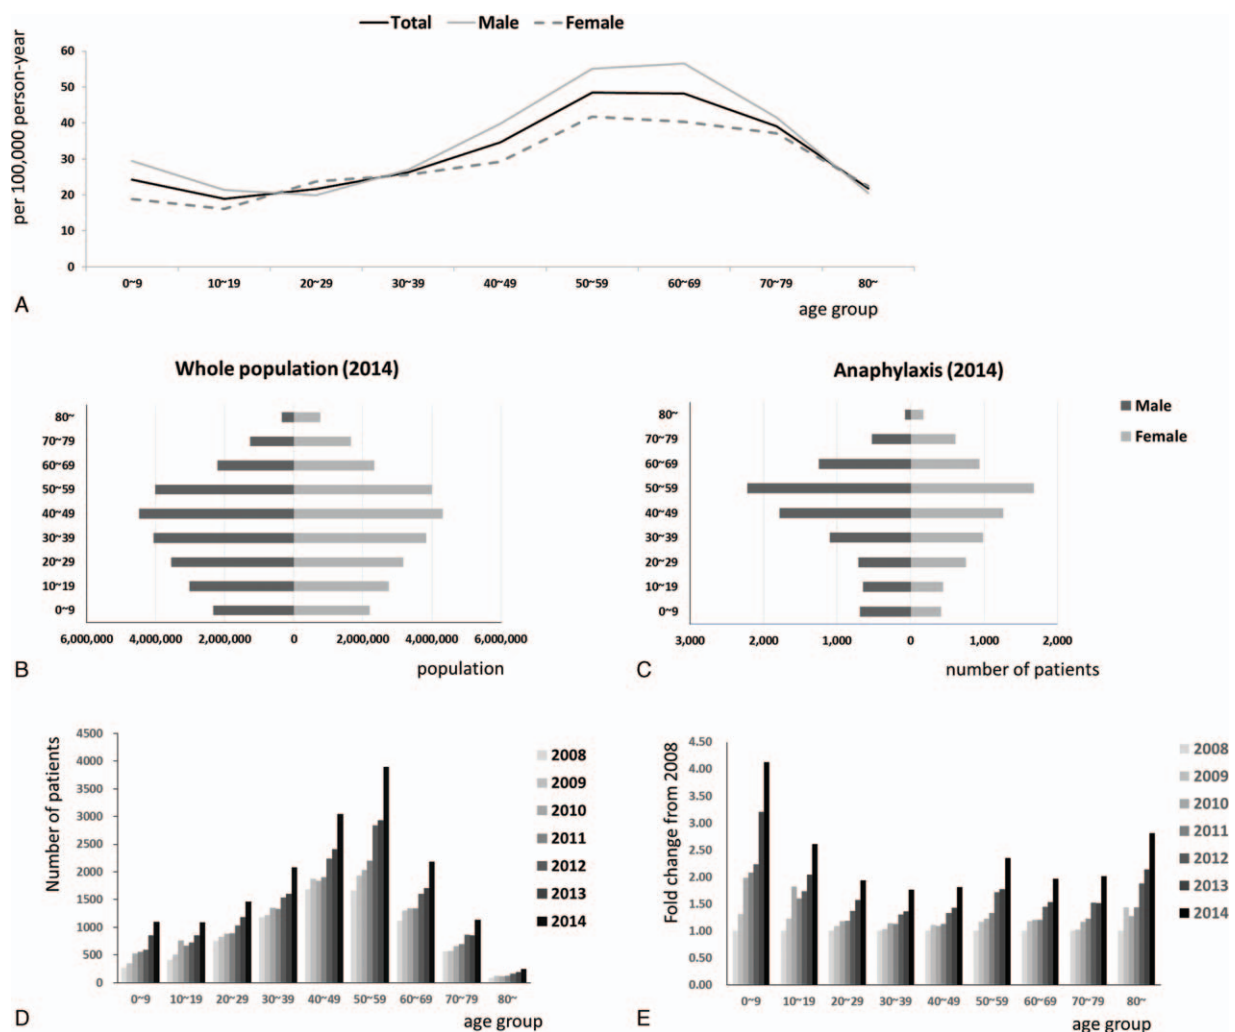 Total Male Female
per 100,000 person-year
60
50
40
30
20
10
0
0~9 10~19 20~29 30~39 40~49 50~59 60~69 70~79 80~
age group
A
Whole population (2014)
80~
70~79
60~69
50~59
40~49
30~39
20~29
10~19
0~9
6,000,000 4,000,000 2,000,000 0 2,000,000 4,000,000 6,000,000
population
B
Anaphylaxis (2014)
Male
Female
80~
70~79
60~69
50~59
40~49
30~39
20~29
10~19
0~9
3,000 2,000 1,000 0 1,000 2,000
number of patients
C
Number of patients
4500
4000
3500
3000
2500
2000
1500
1000
500
0
2008
2009
2010
2011
2012
2013
2014
0~9 10~19 20~29 30~39 40~49 50~59 60~69 70~79 80~
age group
D
Fold change from 2008
4.50
4.00
3.50
3.00
2.50
2.00
1.50
1.00
0.50
0.00
2008
2009
2010
2011
2012
2013
2014
0~9 10~19 20~29 30~39 40~49 50~59 60~69 70~79 80~
age group
E